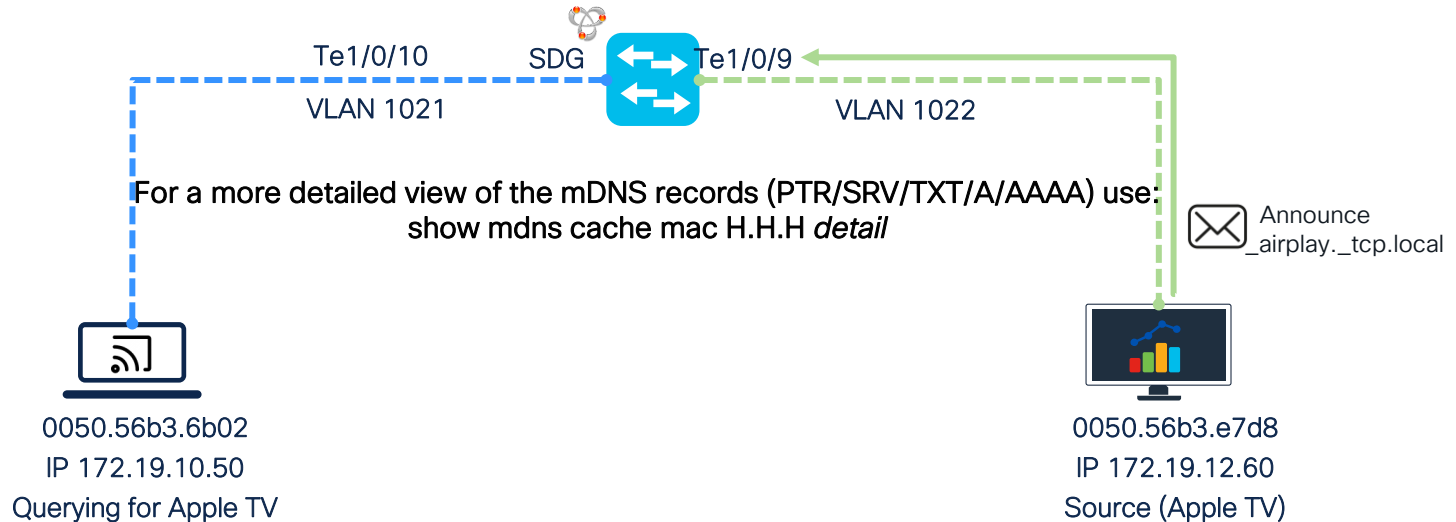 Te1/0/10
SDG
Te1/0/9
VLAN 1021
VLAN 1022
For a more detailed view of the mDNS records (PTR/SRV/TXT/A/AAAA) use:
show mdns cache mac H.H.H detail
Announce
_airplay._tcp.local
0050.56b3.6b02
IP 172.19.10.50
Querying for Apple TV
0050.56b3.e7d8
IP 172.19.12.60
Source (Apple TV)